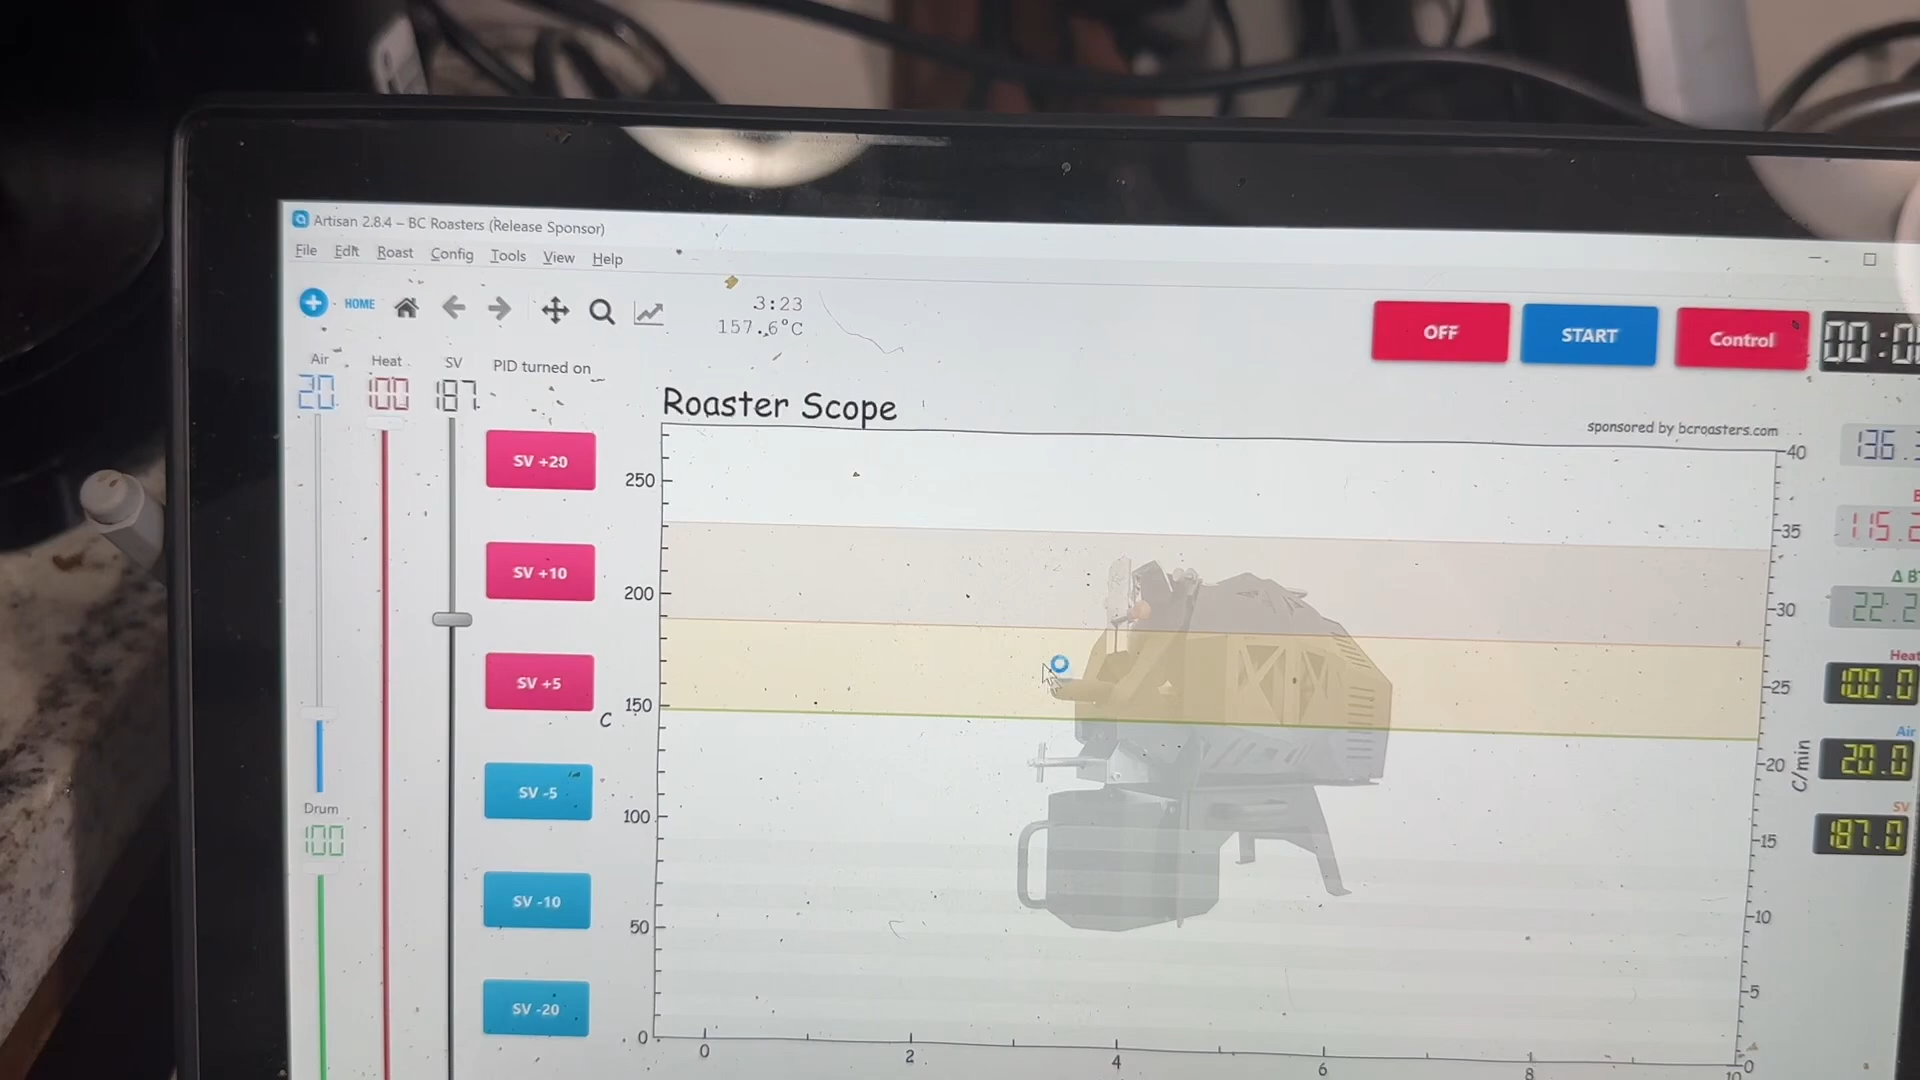 Artisan 2.8.4 – BC Roasters (Release Sponsor)
File Edit Roast Config Tools View Help
HOME
3:23
157.6°C
OFF
START
Control
Air
Heat
SV
PID turned on
20
100
187
Roaster Scope
sponsored by bcroasters.com
SV +20
SV +10
SV +5
SV -5
SV -10
SV -20
Drum
100
250
200
150
100
50
0
C
0
2
4
6
8
10
40
35
30
25
20
15
10
5
0
C/min
Heat
100.0
Air
20.0
SV
187.0